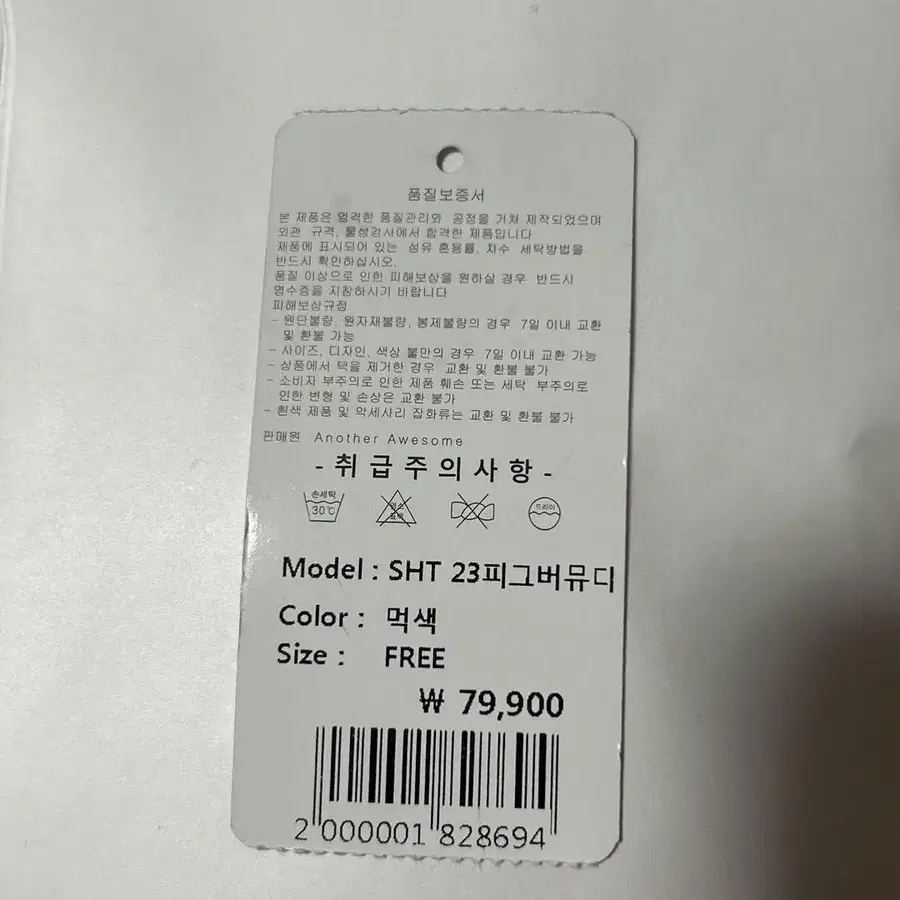 품질보증서
본 제품은 엄격한 품질관리와 공정을 거쳐 제작되었으며
외관 규격, 물성검사에서 합격한 제품입니다
제품에 표시되어 있는 섬유 혼용률, 치수 세탁방법을
반드시 확인하십시오.
품질 이상으로 인한 피해보상을 원하실 경우 반드시
영수증을 지참하시기 바랍니다
피해보상규정
- 원단불량, 원자재불량, 봉제불량의 경우 7일 이내 교환
및 환불 가능
- 사이즈, 디자인, 색상 불만의 경우 7일 이내 교환 가능
- 상품에서 택을 제거한 경우 교환 및 환불 불가
- 소비자 부주의로 인한 제품 훼손 또는 세탁 부주의로
인한 변형 및 손상은 교환 불가
- 흰색 제품 및 악세사리 잡화류는 교환 및 환불 불가
판매원 Another Awesome
- 취급주의사항 -
손세탁
30℃
염소
표백
드라이
Model : SHT 23피그버뮤디
Color : 먹색
Size : FREE
₩ 79,900
2 000001 828694